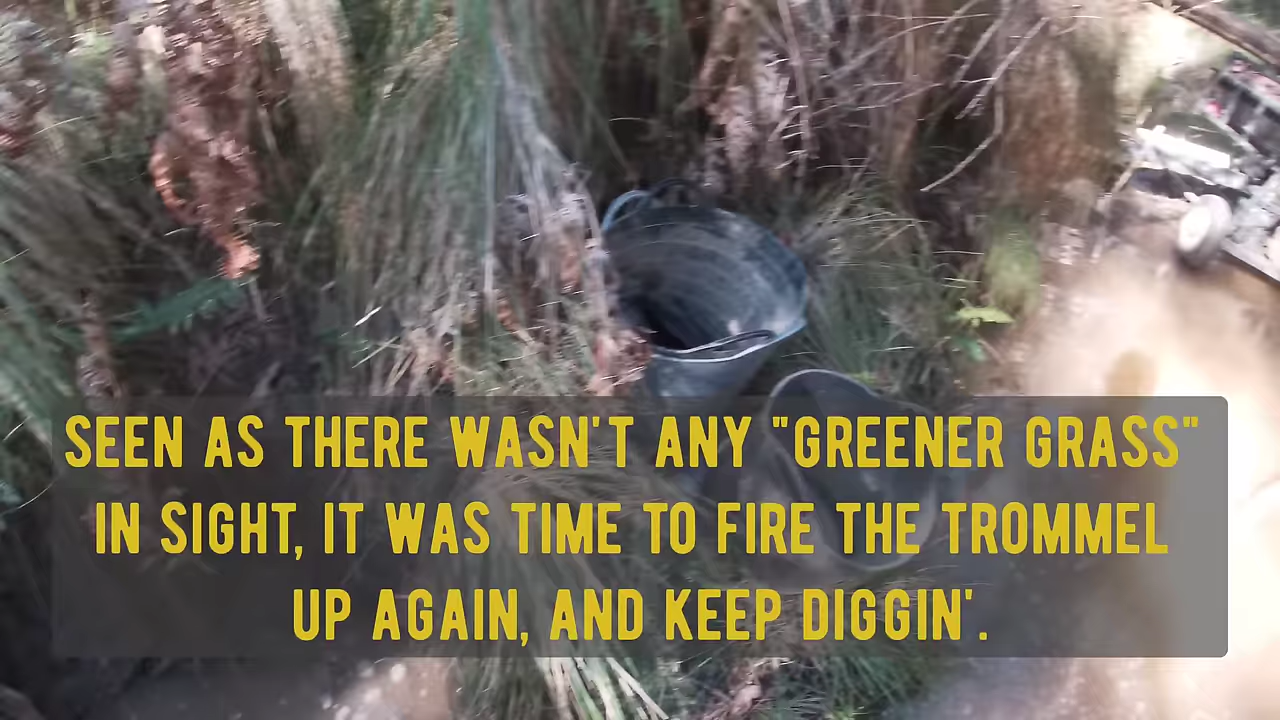 SEEN AS THERE WASN'T ANY "GREENER GRASS"
IN SIGHT, IT WAS TIME TO FIRE THE TROMMEL
UP AGAIN, AND KEEP DIGGIN'.